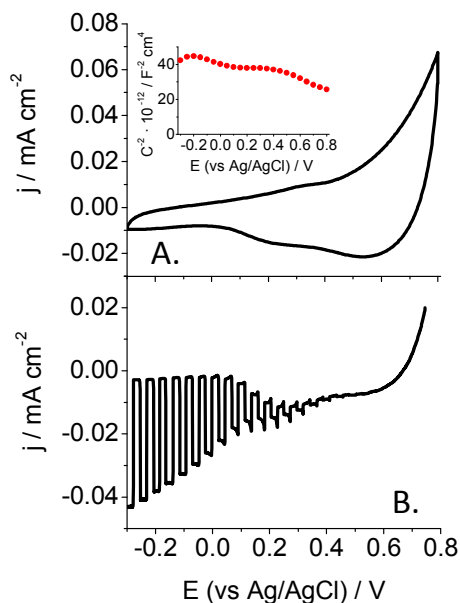 0.08
0.06
0.04
0.02
0.00
-0.02
j / mA cm-2
80
40
0
C-2 · 10-12 / F-2 cm4
0.0 0.2 0.4 0.6 0.8
E (vs Ag/AgCl) / V
A.
0.02
0.00
-0.02
-0.04
j / mA cm-2
B.
-0.2 0.0 0.2 0.4 0.6 0.8
E (vs Ag/AgCl) / V